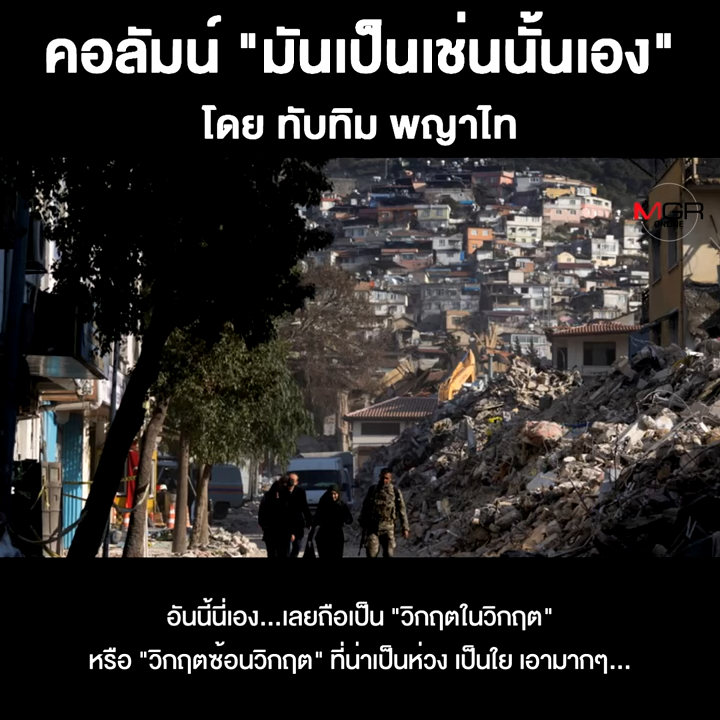 คอลัมน์ "มันเป็นเช่นนั้นเอง"
โดย ทับทิม พญาไท
MGR
ONLINE
อันนี้นี่เอง...เลยถือเป็น "วิกฤตในวิกฤต"
หรือ "วิกฤตซ้อนวิกฤต" ที่น่าเป็นห่วง เป็นใย เอามากๆ...